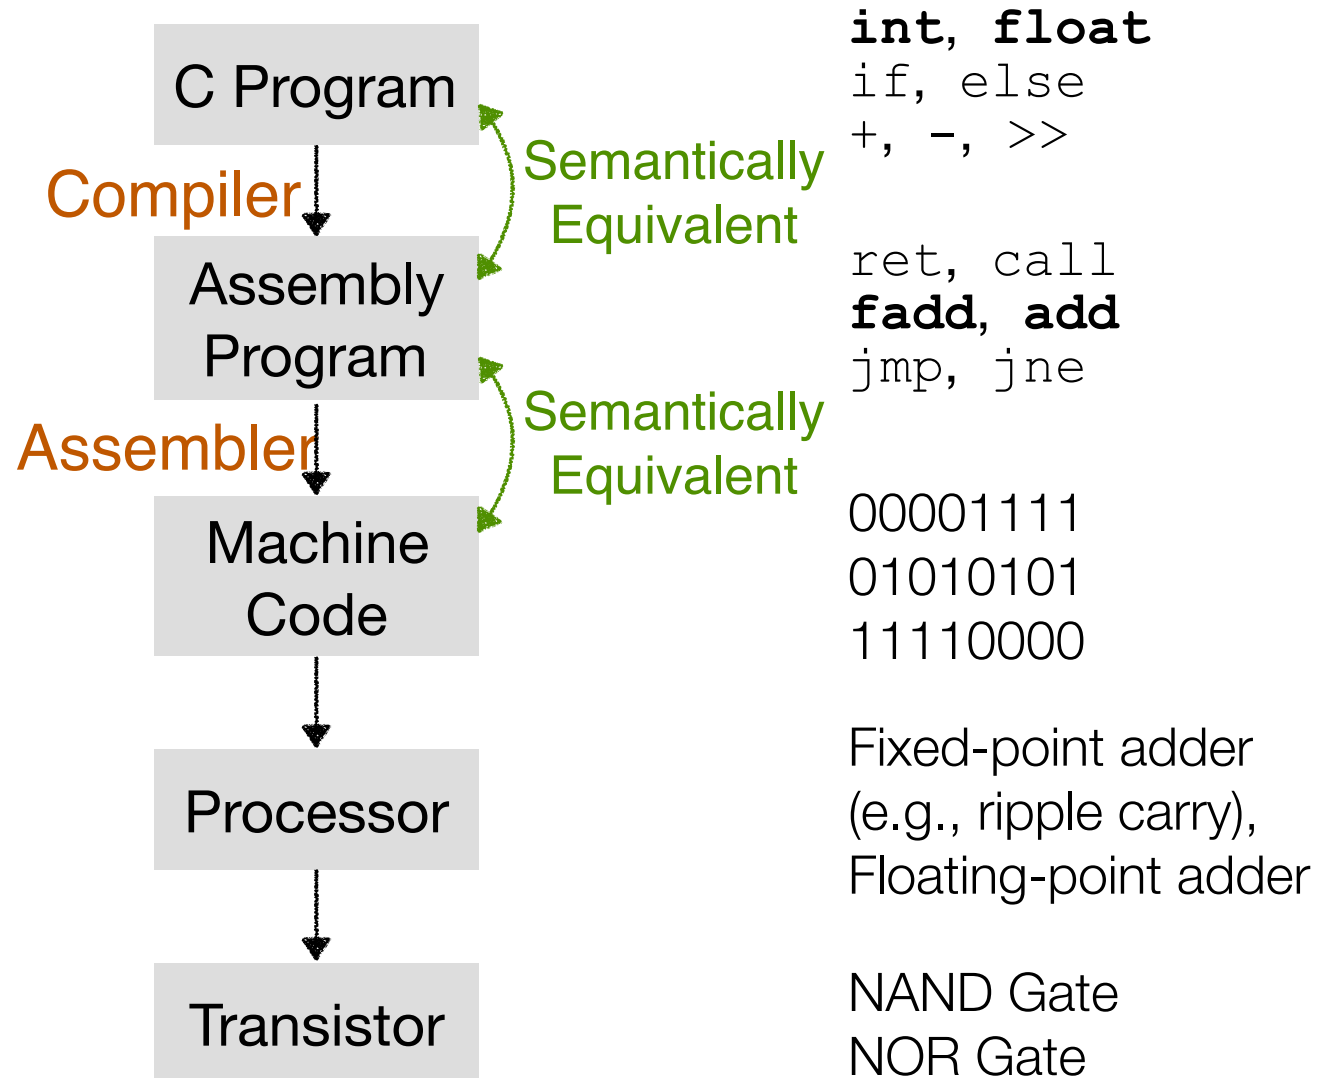 C Program
int, float
if, else
+, -, >>
Compiler
Semantically
Equivalent
Assembly
Program
ret, call
fadd, add
jmp, jne
Assembler
Semantically
Equivalent
Machine
Code
00001111
01010101
11110000
Processor
Fixed-point adder
(e.g., ripple carry),
Floating-point adder
Transistor
NAND Gate
NOR Gate